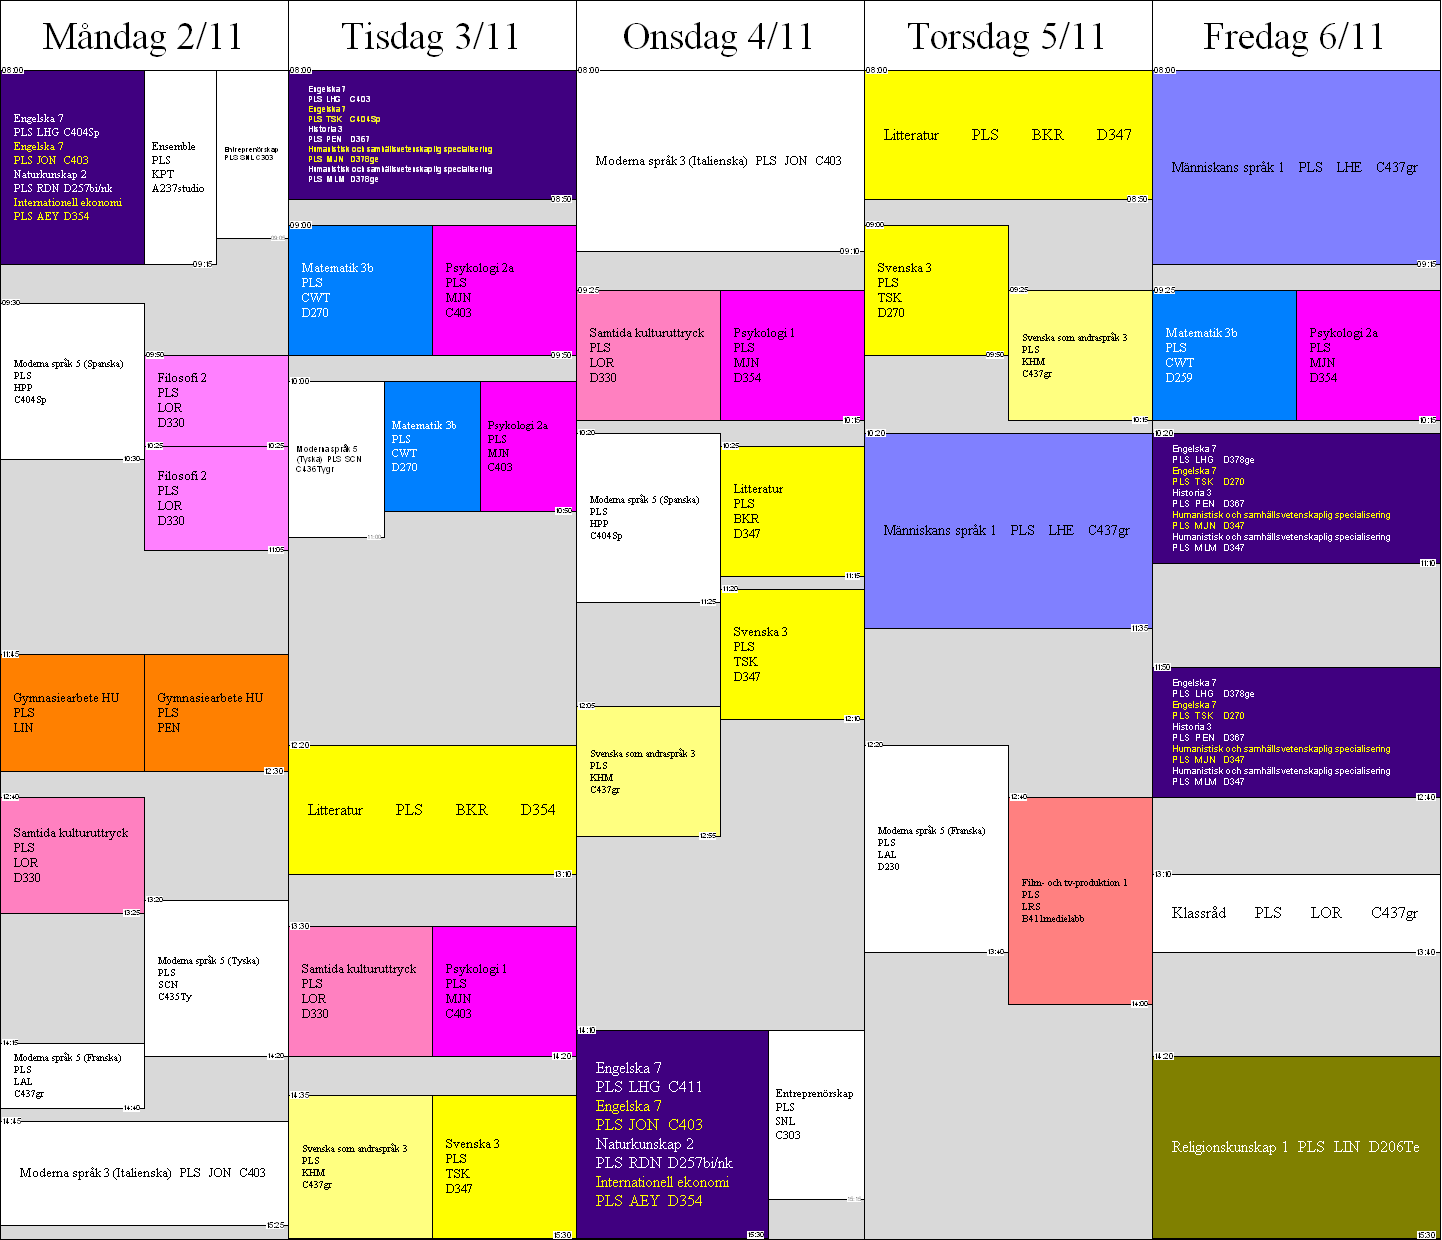 Måndag 2/11
08:00
Engelska 7
PLS LHG C404Sp
Engelska 7
PLS JON C403
Naturkunskap 2
PLS RDN D257bi/nk
Internationell ekonomi
PLS AEY D354
09:15
Ensemble
PLS
KPT
A237studio
Entreprenörskap
PLS SNL C303
09:05
09:30
Moderna språk 5 (Spanska)
PLS
HPP
C404Sp
10:30
09:50
Filosofi 2
PLS
LOR
D330
10:25
Filosofi 2
PLS
LOR
D330
11:05
11:45
Gymnasiearbete HU
PLS
LIN
Gymnasiearbete HU
PLS
PEN
12:30
12:40
Samtida kulturuttryck
PLS
LOR
D330
13:25
13:20
Moderna språk 5 (Tyska)
PLS
SCN
C435Ty
14:20
14:15
Moderna språk 5 (Franska)
PLS
LAL
C437gr
14:40
14:45
Moderna språk 3 (Italienska) PLS JON C403
15:25
Tisdag 3/11
08:00
Engelska 7
PLS LHG C403
Engelska 7
PLS TSK C404Sp
Historia 3
PLS PEN D367
Humanistisk och samhällsvetenskaplig specialisering
PLS MJN D378ge
Humanistisk och samhällsvetenskaplig specialisering
PLS MLM D378ge
08:50
09:00
Matematik 3b
PLS
CWT
D270
Psykologi 2a
PLS
MJN
C403
09:50
10:00
Moderna språk 5
(Tyska) PLS SCN
C436Tygr
11:00
Matematik 3b
PLS
CWT
D270
Psykologi 2a
PLS
MJN
C403
10:50
12:20
Litteratur PLS BKR D354
13:10
13:30
Samtida kulturuttryck
PLS
LOR
D330
Psykologi 1
PLS
MJN
C403
14:20
14:35
Svenska som andraspråk 3
PLS
KHM
C437gr
Svenska 3
PLS
TSK
D347
15:30
Onsdag 4/11
08:00
Moderna språk 3 (Italienska) PLS JON C403
09:10
09:25
Samtida kulturuttryck
PLS
LOR
D330
Psykologi 1
PLS
MJN
D354
10:15
10:20
Moderna språk 5 (Spanska)
PLS
HPP
C404Sp
11:25
10:25
Litteratur
PLS
BKR
D347
11:15
11:20
Svenska 3
PLS
TSK
D347
12:10
12:05
Svenska som andraspråk 3
PLS
KHM
C437gr
12:55
14:10
Engelska 7
PLS LHG C411
Engelska 7
PLS JON C403
Naturkunskap 2
PLS RDN D257bi/nk
Internationell ekonomi
PLS AEY D354
15:30
Entreprenörskap
PLS
SNL
C303
15:15
Torsdag 5/11
08:00
Litteratur PLS BKR D347
08:50
09:00
Svenska 3
PLS
TSK
D270
09:50
09:25
Svenska som andraspråk 3
PLS
KHM
C437gr
10:15
10:20
Männi­skans språk 1 PLS LHE C437gr
11:35
12:20
Moderna språk 5 (Franska)
PLS
LAL
D230
13:40
12:40
Film- och tv-produktion 1
PLS
LRS
B411medielabb
14:00
Fredag 6/11
08:00
Människans språk 1 PLS LHE C437gr
09:15
09:25
Matematik 3b
PLS
CWT
D259
Psykologi 2a
PLS
MJN
D354
10:15
10:20
Engelska 7
PLS LHG D378ge
Engelska 7
PLS TSK D270
Historia 3
PLS PEN D367
Humanistisk och samhällsvetenskaplig specialisering
PLS MJN D347
Humanistisk och samhällsvetenskaplig specialisering
PLS MLM D347
11:10
11:50
Engelska 7
PLS LHG D378ge
Engelska 7
PLS TSK D270
Historia 3
PLS PEN D367
Humanistisk och samhällsvetenskaplig specialisering
PLS MJN D347
Humanistisk och samhällsvetenskaplig specialisering
PLS MLM D347
12:40
13:10
Klassråd PLS LOR C437gr
13:40
14:20
Religionskunskap 1 PLS LIN D206Te
15:30